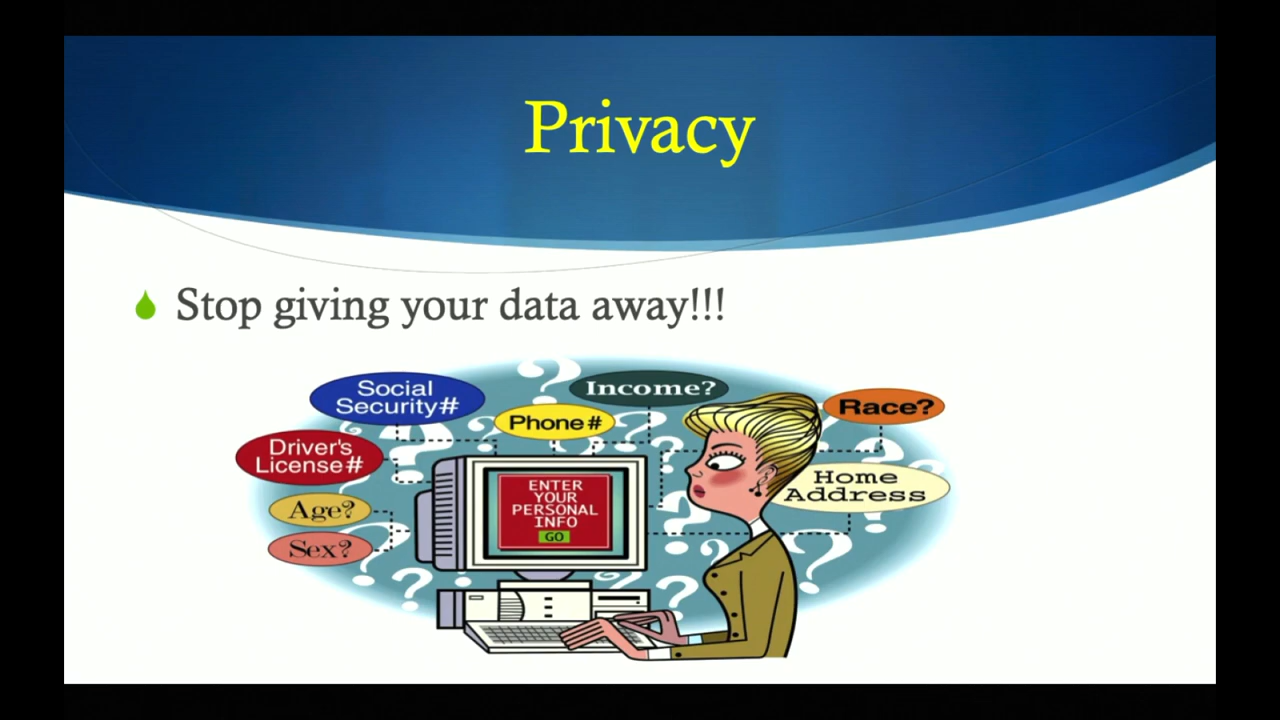 Privacy
Stop giving your data away!!!
Social
Security#
Income?
Phone#
Race?
Driver's
License#
Home
Address
Age?
Sex?
ENTER
YOUR
PERSONAL
INFO
GO